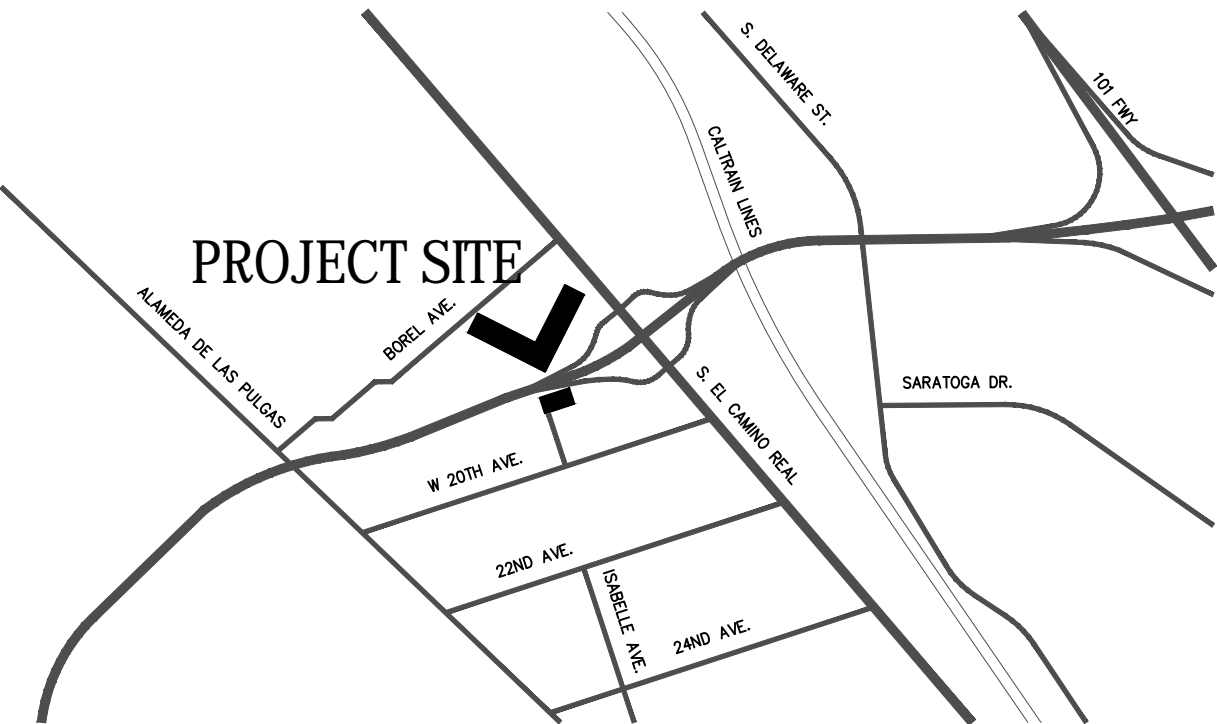 S. DELAWARE ST.
101 FWY
CALTRAIN LINES
PROJECT SITE
ALAMEDA DE LAS PULGAS
BOREL AVE.
S. EL CAMINO REAL
SARATOGA DR.
W 20TH AVE.
22ND AVE.
ISABELLE AVE.
24ND AVE.